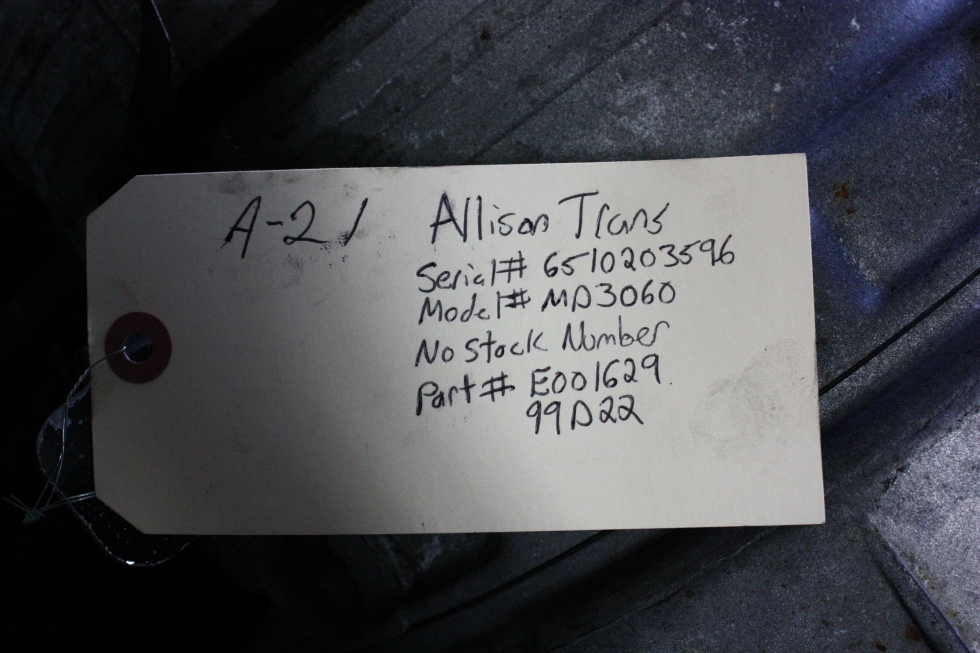 A-21
Allison Trans
Serial# 6510203596
Model# MD3060
No Stock Number
Part# E001629
99D22